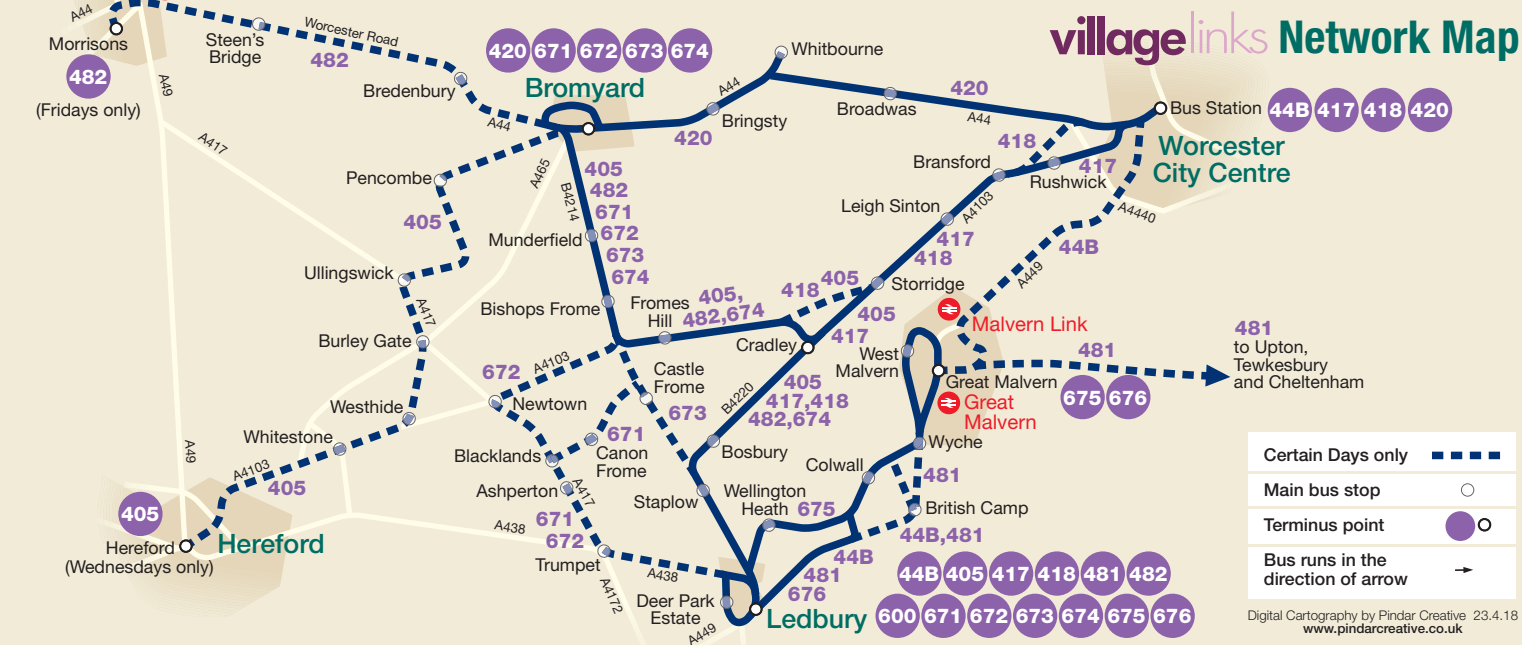 villagelinks Network Map
A44
Morrisons
482
(Fridays only)
Steen's
Bridge
Worcester Road
482
Bredenbury
A44
A49
A417
420 671 672 673 674
Bromyard
A44
Bringsty
420
Whitbourne
Broadwas
420
A44
Bus Station
44B 417 418 420
Worcester
City Centre
418
Bransford
417
Rushwick
A4440
Leigh Sinton
A4103
417
418
44B
A449
Pencombe
A465
B4214
405
482
671
672
673
674
405
Munderfield
Ullingswick
A417
Bishops Frome
Fromes
Hill
405,
482,674
418
405
Storridge
405
417
Cradley
Malvern Link
West
Malvern
Great Malvern
Great
Malvern
675 676
481
481
to Upton,
Tewkesbury
and Cheltenham
Burley Gate
A4103
672
Newtown
Castle
Frome
673
B4220
405
417,418
482,674
Westhide
Whitestone
A49
A4103
405
405
Hereford
(Wednesdays only)
Hereford
671
Canon
Frome
Blacklands
Ashperton
A417
671
672
A438
Trumpet
A438
A4172
Bosbury
Staplow
Wellington
Heath
675
Colwall
Wyche
481
British Camp
44B,481
44B
481
676
Deer Park
Estate
A449
Ledbury
44B 405 417 418 481 482
600 671 672 673 674 675 676
Certain Days only
Main bus stop
Terminus point
Bus runs in the
direction of arrow
Digital Cartography by Pindar Creative 23.4.18
www.pindarcreative.co.uk